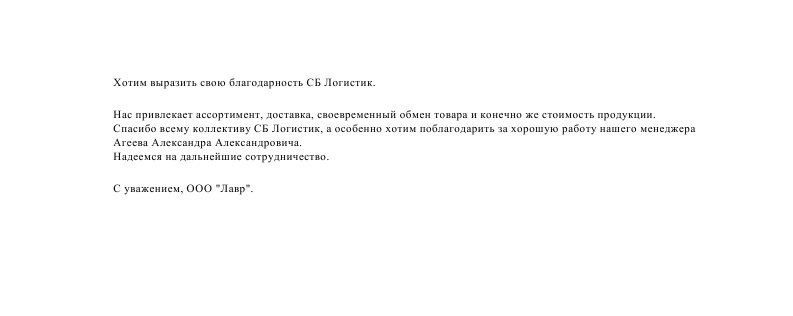 Хотим выразить свою благодарность СБ Логистик.
Нас привлекает ассортимент, доставка, своевременный обмен товара и конечно же стоимость продукции.
Спасибо всему коллективу СБ Логистик, а особенно хотим поблагодарить за хорошую работу нашего менеджера
Агеева Александра Александровича.
Надеемся на дальнейшие сотрудничество.
С уважением, ООО "Лавр".